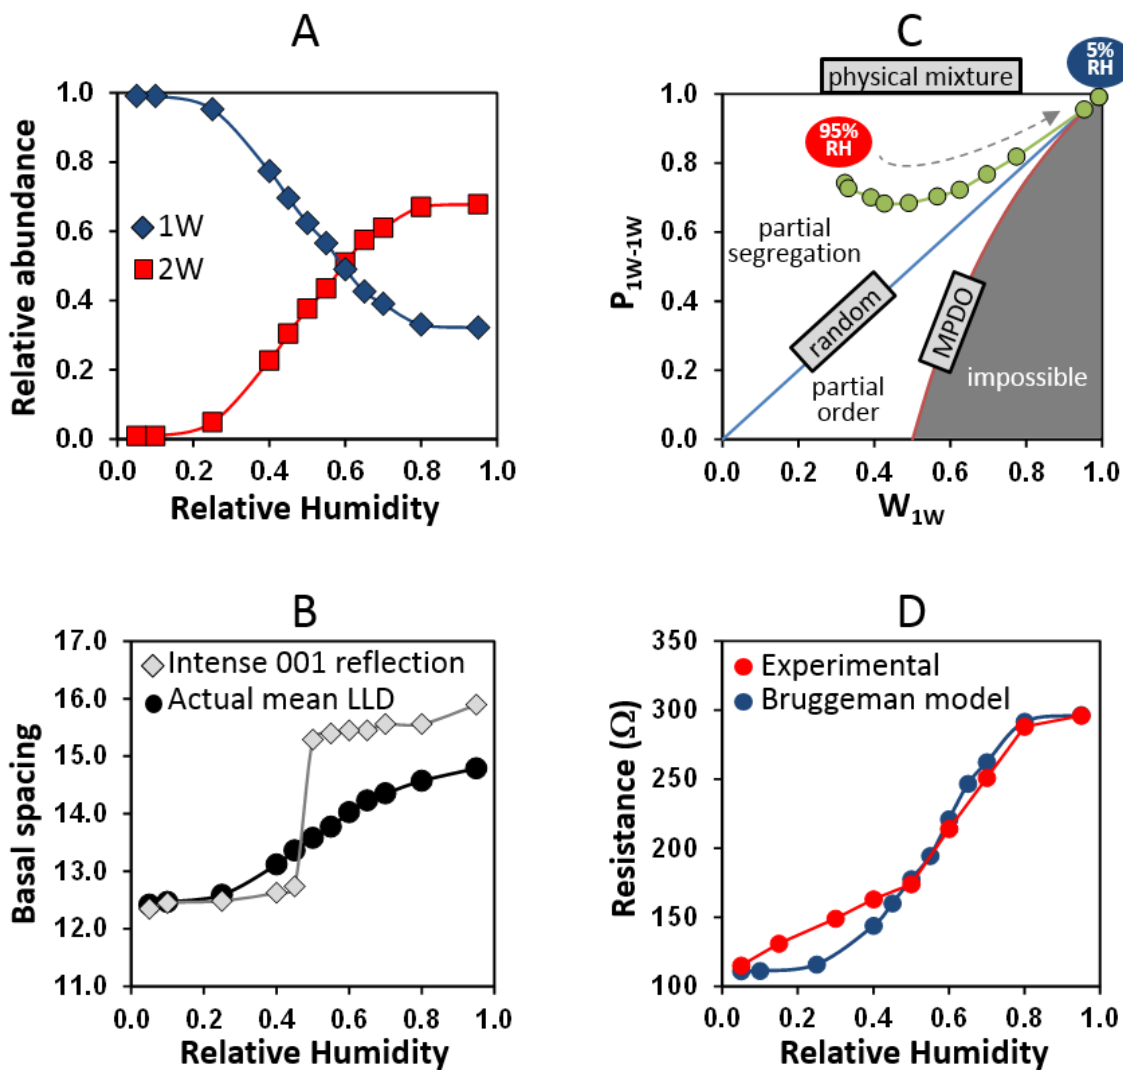 A
Relative abundance
1.0
0.8
0.6
0.4
0.2
0.0
1W
2W
0.0 0.2 0.4 0.6 0.8 1.0
Relative Humidity
C
5%
RH
physical mixture
P1W-1W
1.0
0.8
0.6
0.4
0.2
0.0
95%
RH
partial
segregation
random
MPDO
partial
order
impossible
0.0 0.2 0.4 0.6 0.8 1.0
W1W
B
Basal spacing
17.0
16.0
15.0
14.0
13.0
12.0
11.0
Intense 001 reflection
Actual mean LLD
0.0 0.2 0.4 0.6 0.8 1.0
Relative Humidity
D
Resistance (Ω)
350
300
250
200
150
100
Experimental
Bruggeman model
0.0 0.2 0.4 0.6 0.8 1.0
Relative Humidity